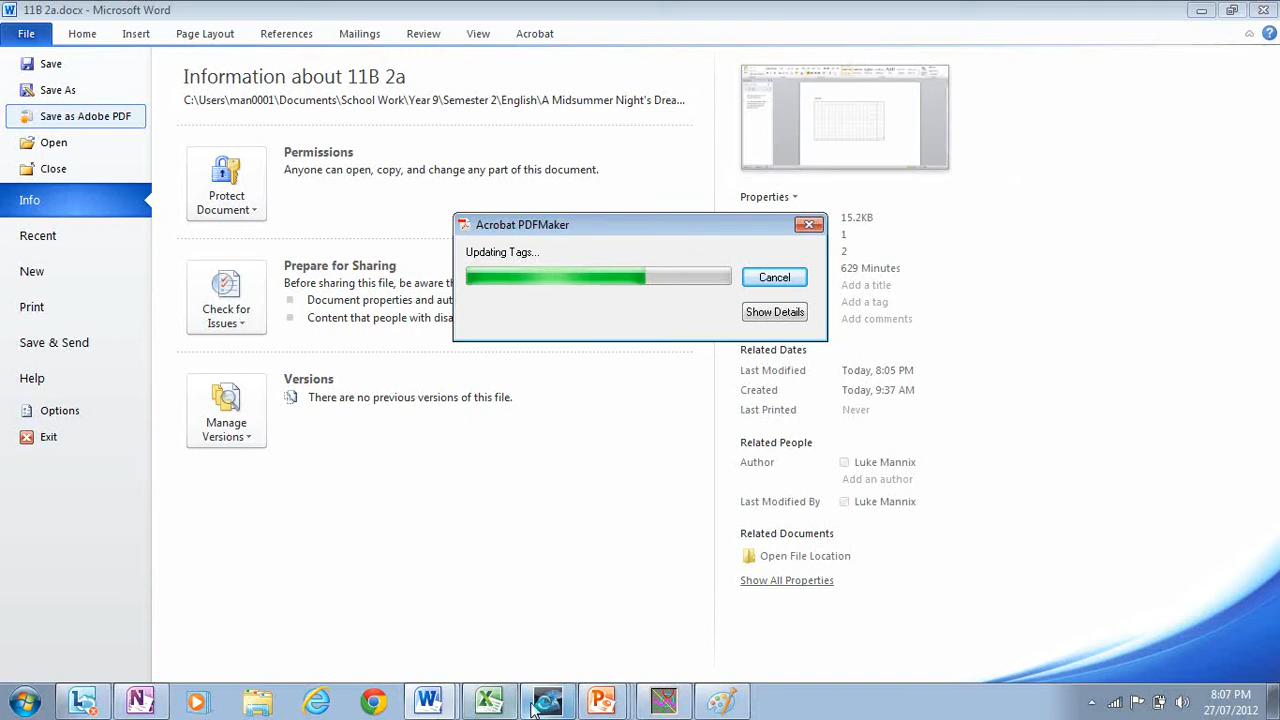 11B 2a.docx - Microsoft Word
File Home Insert Page Layout References Mailings Review View Acrobat
Save
Save As
Save as Adobe PDF
Open
Close
Info
Recent
New
Print
Save & Send
Help
Options
Exit
Information about 11B 2a
C:\Users\man0001\Documents\School Work\Year 9\Semester 2\English\A Midsummer Night's Drea...
Protect
Document
Permissions
Anyone can open, copy, and change any part of this document.
Check for
Issues
Prepare for Sharing
Before sharing this file, be aware
Document properties and aut
Content that people with disa
Manage
Versions
Versions
There are no previous versions of this file.
Acrobat PDFMaker
Updating Tags...
Cancel
Show Details
Properties
15.2KB
1
2
629 Minutes
Add a title
Add a tag
Add comments
Related Dates
Last Modified Today, 8:05 PM
Created Today, 9:37 AM
Last Printed Never
Related People
Author Luke Mannix
Add an author
Last Modified By Luke Mannix
Related Documents
Open File Location
Show All Properties
8:07 PM
27/07/2012